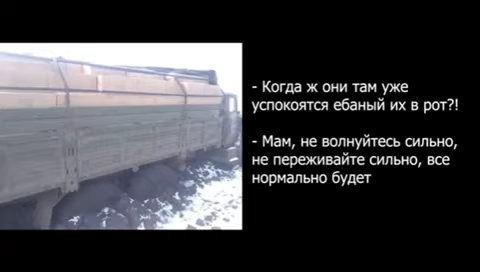 - Когда ж они там уже
успокоятся ебаный их в рот?!
- Мам, не волнуйтесь сильно,
не переживайте сильно, все
нормально будет